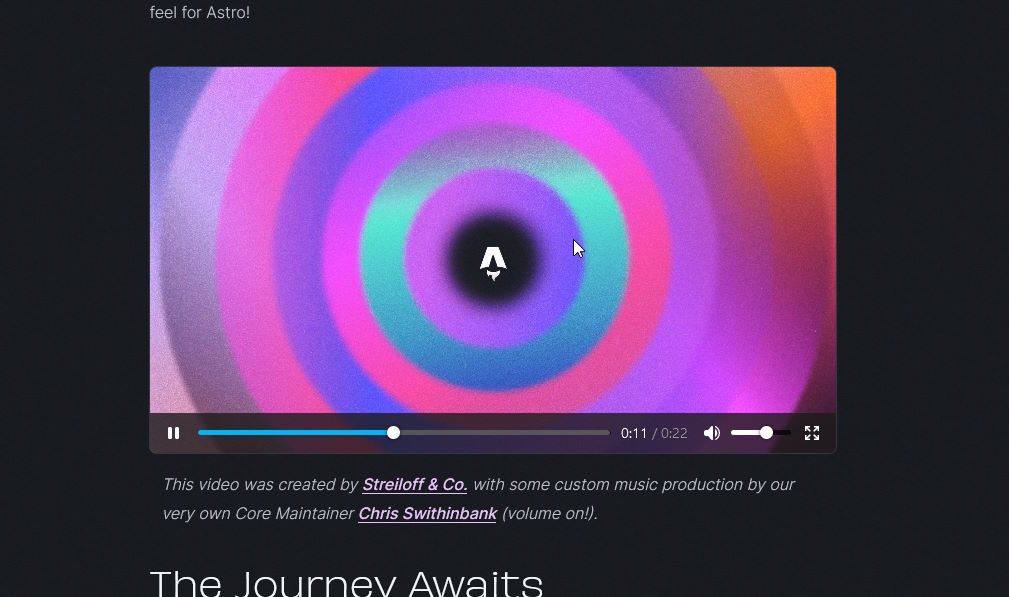 feel for Astro!
0:11 / 0:22
This video was created by Streiloff & Co. with some custom music production by our
very own Core Maintainer Chris Swithinbank (volume on!).
The Journey Awaits